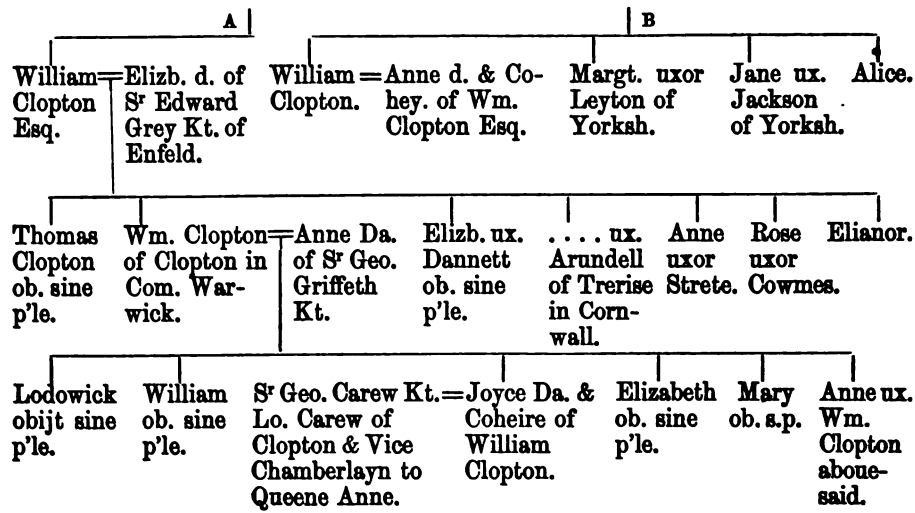 A B
William═Elizb. d. of
Clopton Sr Edward
Esq. Grey Kt. of
Enfeld.
William = Anne d. & Co-
Clopton. hey. of Wm.
Clopton Esq.
Margt. uxor
Leyton of
Yorksh.
Jane ux.
Jackson
of Yorksh.
Alice.
Thomas
Clopton
ob. sine
p'le.
Wm. Clopton═Anne Da.
of Clopton in of Sr Geo.
Com. War- Griffeth
wick. Kt.
Elizb. ux.
Dannett
ob. sine
p'le.
.... ux.
Arundell
of Trerise
in Corn-
wall.
Anne
uxor
Strete.
Rose
uxor
Cowmes.
Elianor.
Lodowick
obijt sine
p'le.
William
ob. sine
p'le.
Sr Geo. Carew Kt.=Joyce Da. &
Lo. Carew of Coheire of
Clopton & Vice William
Chamberlayn to Clopton.
Queene Anne.
Elizabeth
ob. sine
p'le.
Mary
ob. s.p.
Anne ux.
Wm.
Clopton
aboue-
said.